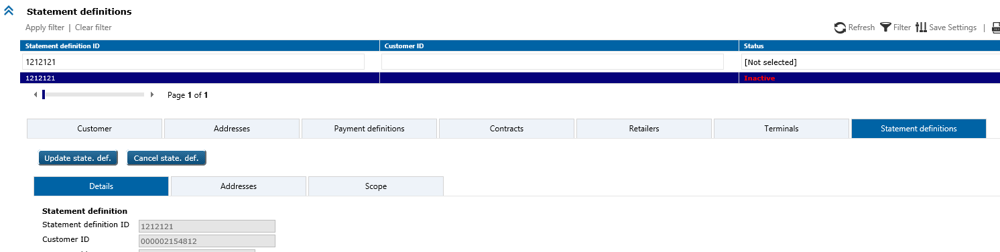 Statement definitions
Apply filter | Clear filter
Refresh Filter Save Settings |
Statement definition ID Customer ID Status
1212121 [Not selected]
1212121 Inactive
Page 1 of 1
Customer Addresses Payment definitions Contracts Retailers Terminals Statement definitions
Update state. def. Cancel state. def.
Details Addresses Scope
Statement definition
Statement definition ID 1212121
Customer ID 000002154812